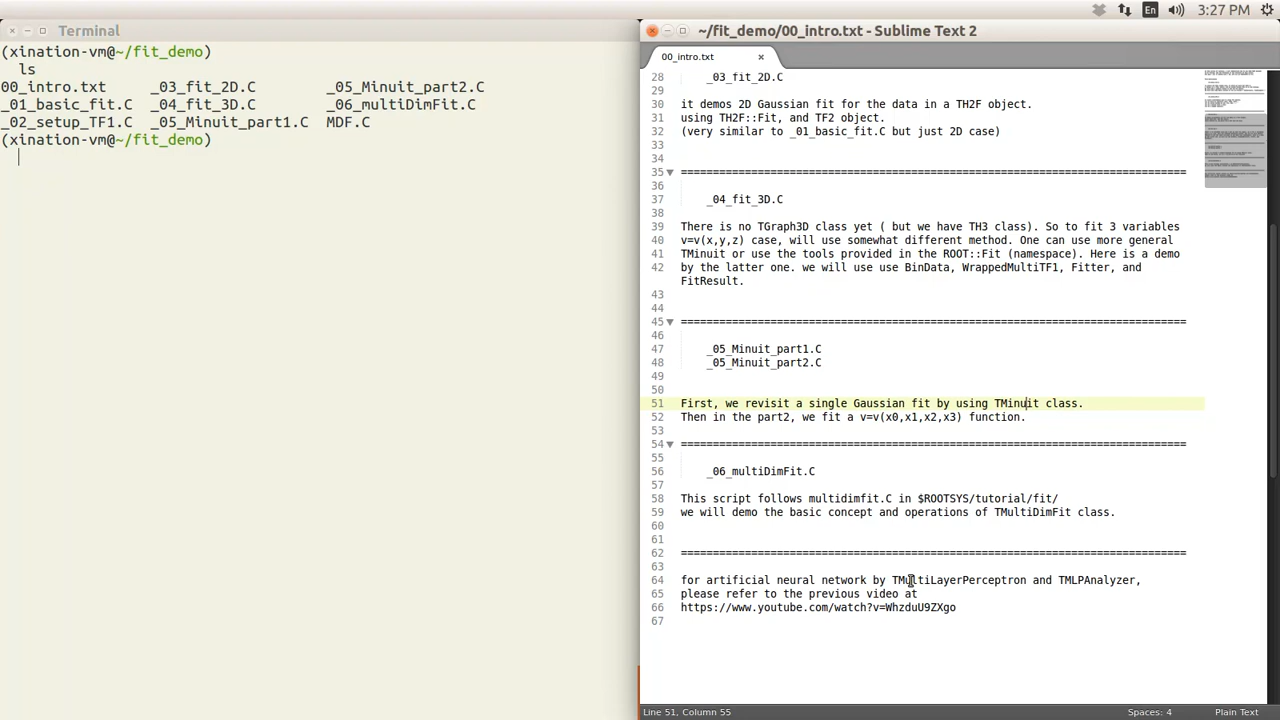 En
3:27 PM
Terminal
(xination-vm@~/fit_demo)
ls
00_intro.txt _03_fit_2D.C _05_Minuit_part2.C
_01_basic_fit.C _04_fit_3D.C _06_multiDimFit.C
_02_setup_TF1.C _05_Minuit_part1.C MDF.C
(xination-vm@~/fit_demo)
~/fit_demo/00_intro.txt - Sublime Text 2
00_intro.txt
28 _03_fit_2D.C
29
30 it demos 2D Gaussian fit for the data in a TH2F object.
31 using TH2F::Fit, and TF2 object.
32 (very similar to _01_basic_fit.C but just 2D case)
33
34
35 ===============================================================================
36
37 _04_fit_3D.C
38
39 There is no TGraph3D class yet ( but we have TH3 class). So to fit 3 variables
40 v=v(x,y,z) case, will use somewhat different method. One can use more general
41 TMinuit or use the tools provided in the ROOT::Fit (namespace). Here is a demo
42 by the latter one. we will use use BinData, WrappedMultiTF1, Fitter, and
FitResult.
43
44
45 ===============================================================================
46
47 _05_Minuit_part1.C
48 _05_Minuit_part2.C
49
50
51 First, we revisit a single Gaussian fit by using TMinuit class.
52 Then in the part2, we fit a v=v(x0,x1,x2,x3) function.
53
54 ===============================================================================
55
56 _06_multiDimFit.C
57
58 This script follows multidimfit.C in $ROOTSYS/tutorial/fit/
59 we will demo the basic concept and operations of TMultiDimFit class.
60
61
62 ===============================================================================
63
64 for artificial neural network by TMultiLayerPerceptron and TMLPAnalyzer,
65 please refer to the previous video at
66 https://www.youtube.com/watch?v=WhzduU9ZXgo
67
Line 51, Column 55
Spaces: 4
Plain Text